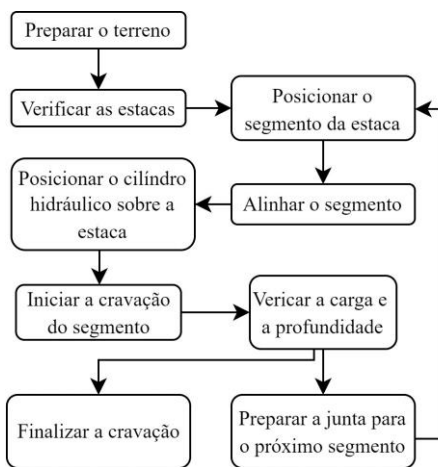 Preparar o terreno
Verificar as estacas
Posicionar o
segmento da estaca
Alinhar o segmento
Posicionar o cilíndro
hidráulico sobre a
estaca
Iniciar a cravação
do segmento
Vericar a carga e
a profundidade
Finalizar a cravação
Preparar a junta para
o próximo segmento